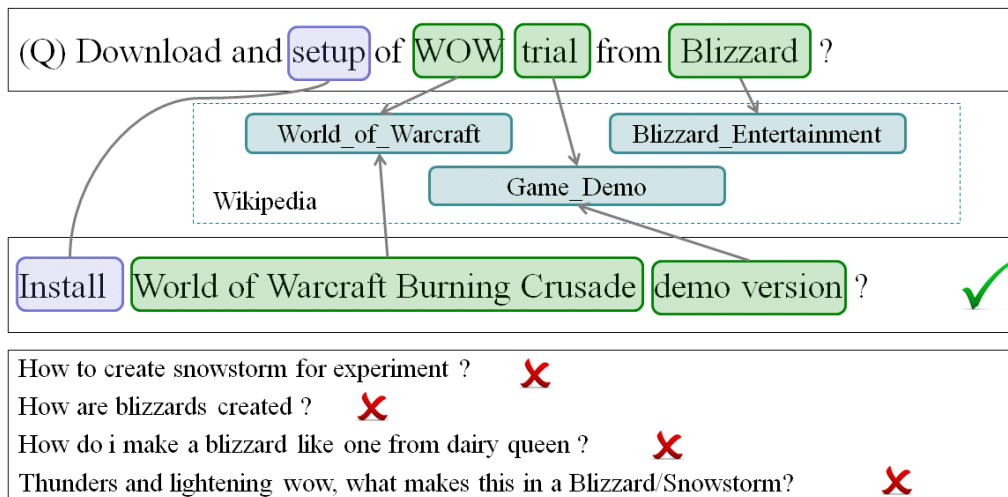 (Q) Download and setup of WOW trial from Blizzard ?
World_of_Warcraft
Blizzard_Entertainment
Game_Demo
Wikipedia
Install World of Warcraft Burning Crusade demo version ?
How to create snowstorm for experiment ?
How are blizzards created ?
How do i make a blizzard like one from dairy queen ?
Thunders and lightening wow, what makes this in a Blizzard/Snowstorm?